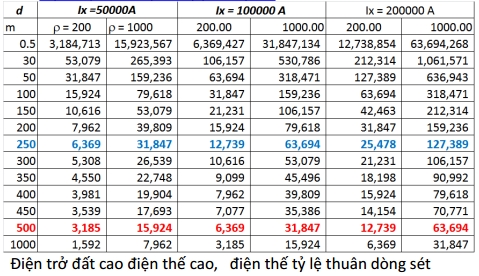 d Ix =50000A Ix = 100000 A Ix = 200000 A
m ρ = 200 ρ = 1000 200.00 1000.00 200.00 1000.00
0.5 3,184,713 15,923,567 6,369,427 31,847,134 12,738,854 63,694,268
30 53,079 265,393 106,157 530,786 212,314 1,061,571
50 31,847 159,236 63,694 318,471 127,389 636,943
100 15,924 79,618 31,847 159,236 63,694 318,471
150 10,616 53,079 21,231 106,157 42,463 212,314
200 7,962 39,809 15,924 79,618 31,847 159,236
250 6,369 31,847 12,739 63,694 25,478 127,389
300 5,308 26,539 10,616 53,079 21,231 106,157
350 4,550 22,748 9,099 45,496 18,198 90,992
400 3,981 19,904 7,962 39,809 15,924 79,618
450 3,539 17,693 7,077 35,386 14,154 70,771
500 3,185 15,924 6,369 31,847 12,739 63,694
1000 1,592 7,962 3,185 15,924 6,369 31,847
Điện trở đất cao điện thế cao, điện thế tỷ lệ thuân dòng sét